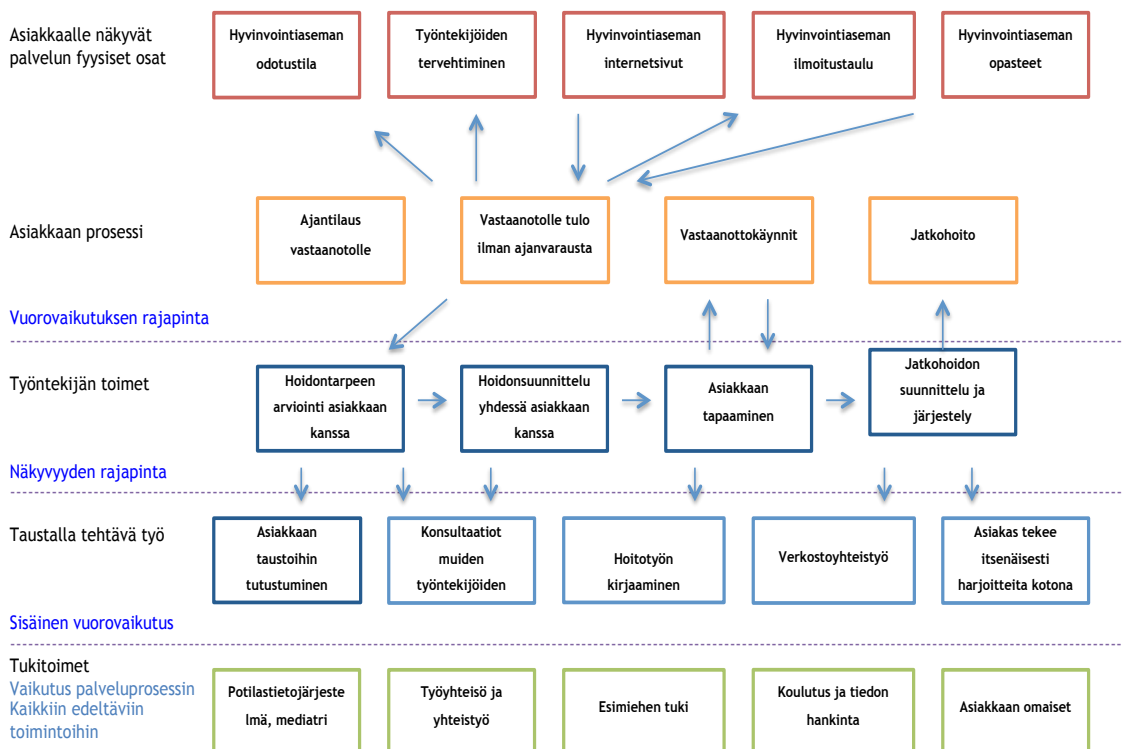 Asiakkaalle näkyvät
palvelun fyysiset osat
Hyvinvointiaseman
odotustila
Työntekijöiden
tervehtiminen
Hyvinvointiaseman
internetsivut
Hyvinvointiaseman
ilmoitustaulu
Hyvinvointiaseman
opasteet
Asiakkaan prosessi
Ajantilaus
vastaanotolle
Vastaanotolle tulo
ilman ajanvarausta
Vastaanottokäynnit
Jatkohoito
Vuorovaikutuksen rajapinta
Työntekijän toimet
Hoidontarpeen
arviointi asiakkaan
kanssa
Hoidonsuunnittelu
yhdessä asiakkaan
kanssa
Asiakkaan
tapaaminen
Jatkohoidon
suunnittelu ja
järjestely
Näkyvyyden rajapinta
Taustalla tehtävä työ
Asiakkaan
taustoihin
tutustuminen
Konsultaatiot
muiden
työntekijöiden
Hoitotyön
kirjaaminen
Verkostoyhteistyö
Asiakas tekee
itsenäisesti
harjoitteita kotona
Sisäinen vuorovaikutus
Tukitoimet
Vaikutus palveluprosessin
Kaikkiin edeltäviin
toimintoihin
Potilastietojärjeste
lmä, mediatri
Työyhteisö ja
yhteistyö
Esimiehen tuki
Koulutus ja tiedon
hankinta
Asiakkaan omaiset